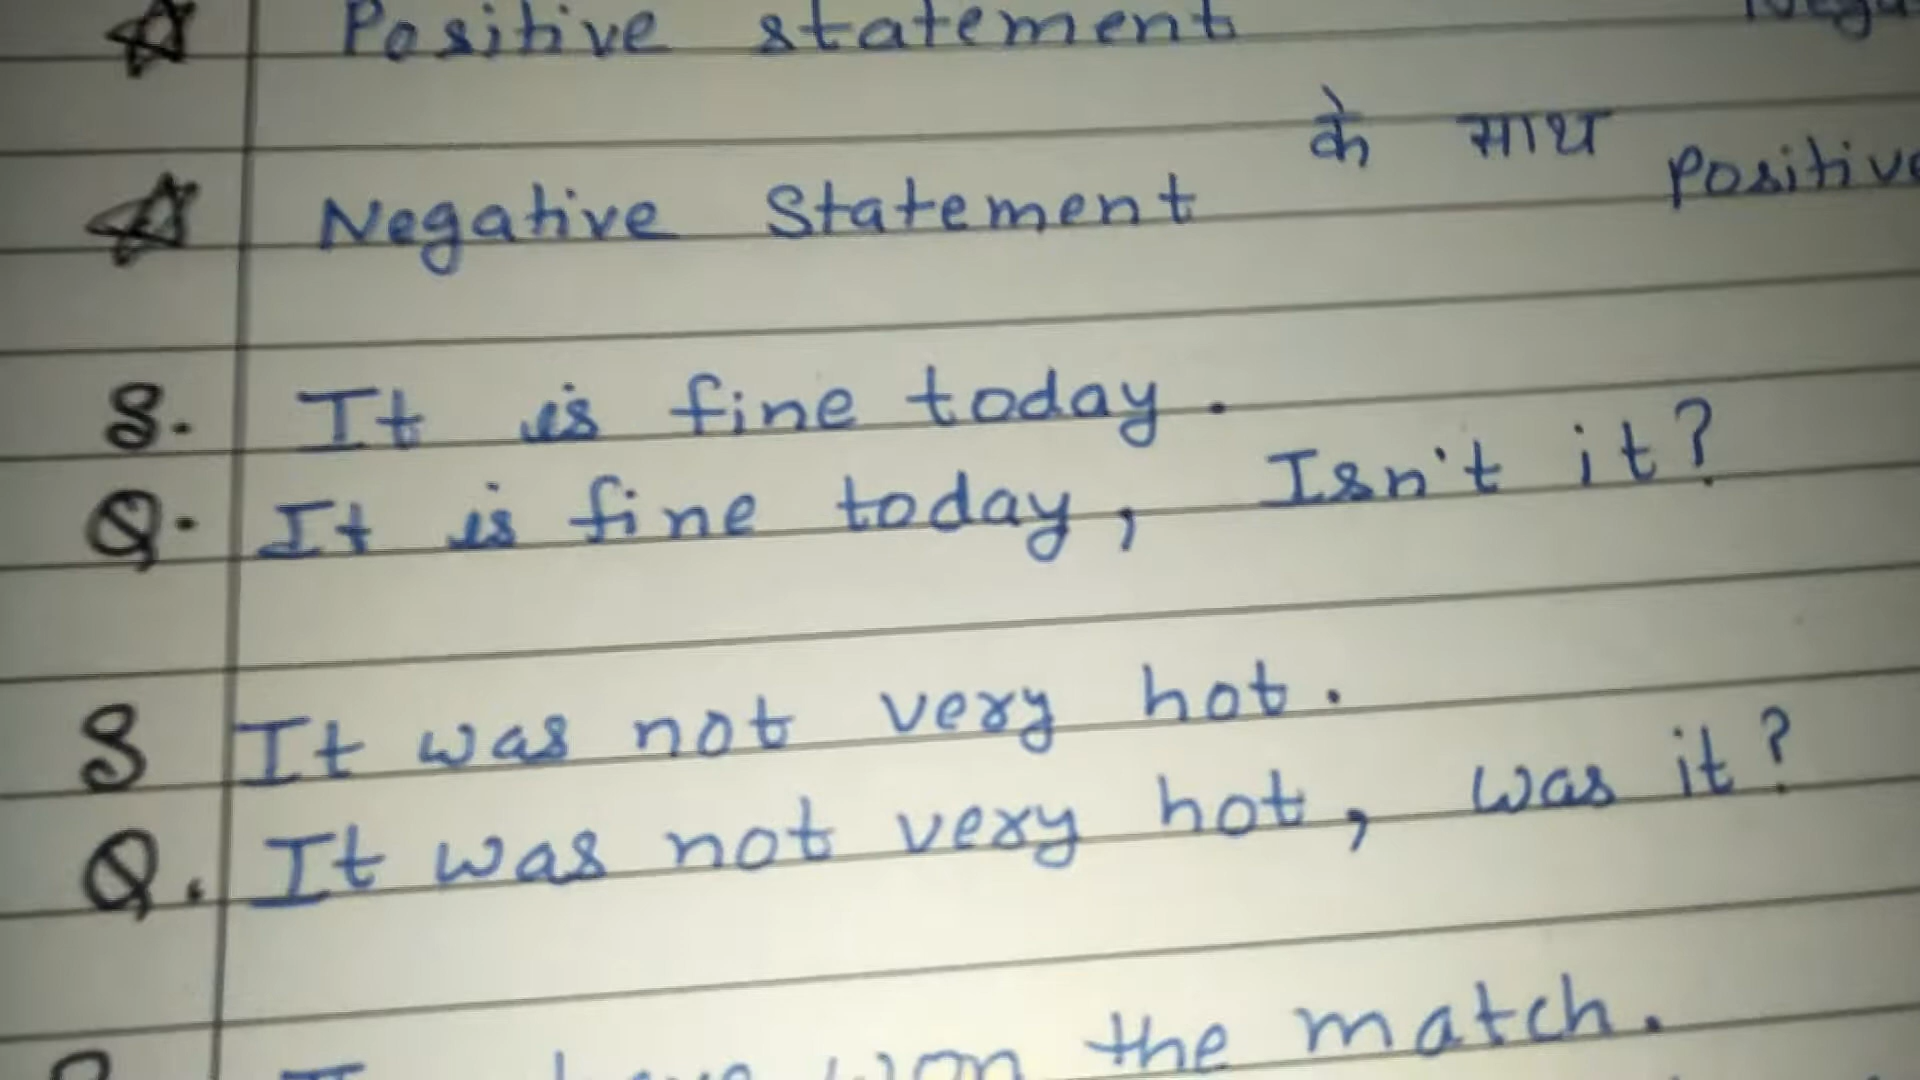 ☆ Positive statement
☆ Negative Statement के साथ positive
S. It is fine today.
Q. It is fine today, Isn't it?
S It was not very hot.
Q. It was not very hot, was it?
won the match.